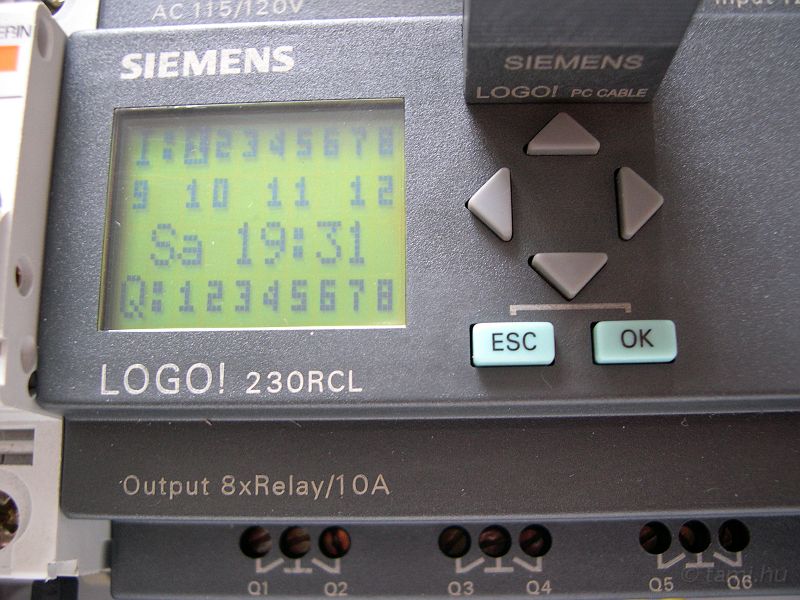 AC 115/120V
SIEMENS
SIEMENS
LOGO! PC CABLE
I:12345678
9 10 11 12
Sa 19:31
Q:12345678
ESC
OK
LOGO! 230RCL
Output 8xRelay/10A
Q1 Q2 Q3 Q4 Q5 Q6